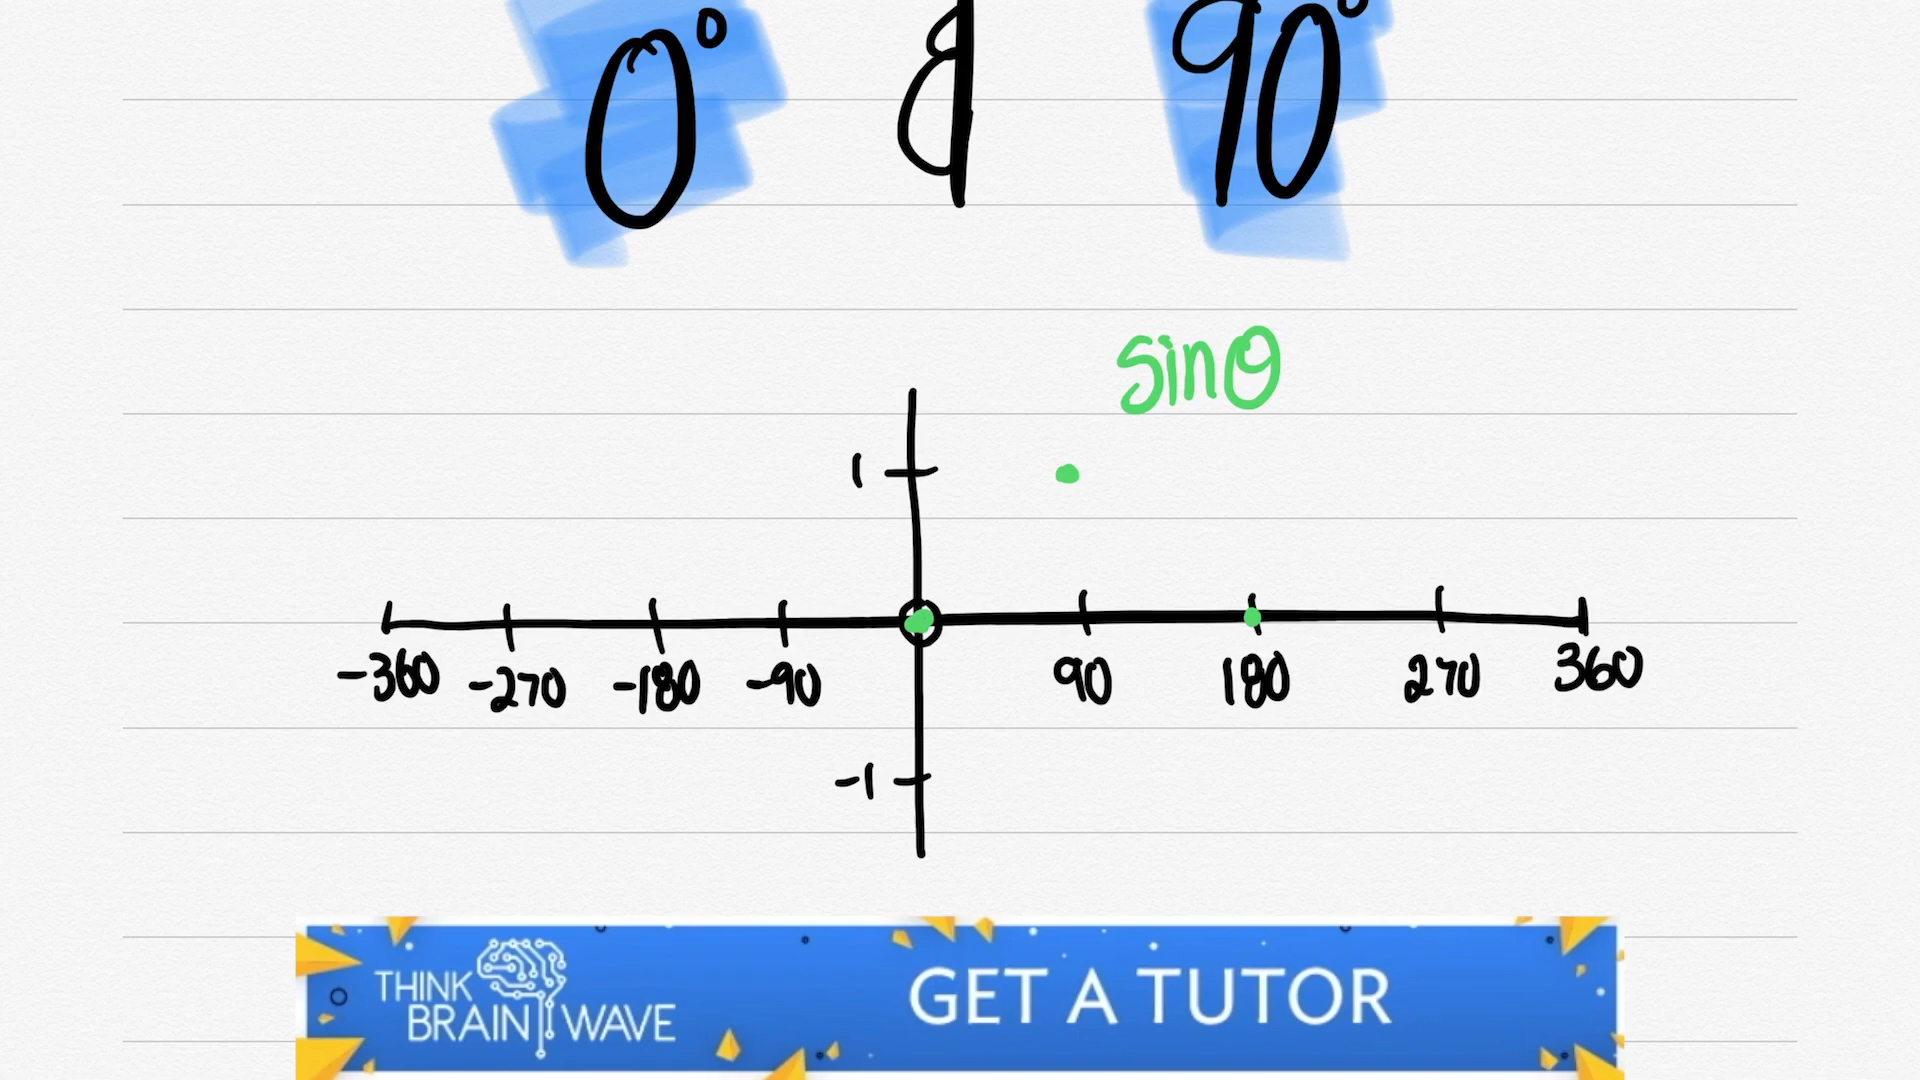 0° & 90°
sinθ
1
-360 -270 -180 -90 90 180 270 360
-1
THINK
BRAIN WAVE
GET A TUTOR